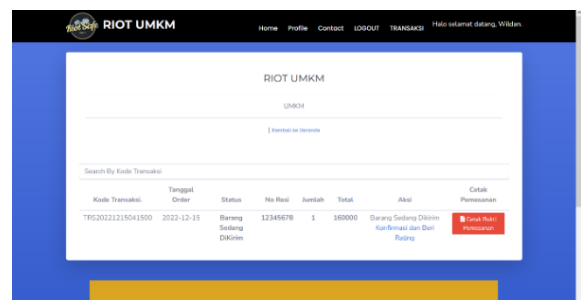 RIOT UMKM
Home Profile Contact LOGOUT TRANSAKSI Halo selamat datang, Wildan.
RIOT UMKM
UMKM
| Kembali ke Beranda
Search By Kode Transaksi
Kode Transaksi. Tanggal Order Status No Resi Jumlah Total Aksi Cetak Pemesanan
TRS20221215041500 2022-12-15 Barang Sedang DiKirim 12345678 1 160000 Barang Sedang Dikirim Konfirmasi dan Beri Rating Cetak Bukti Pemesanan